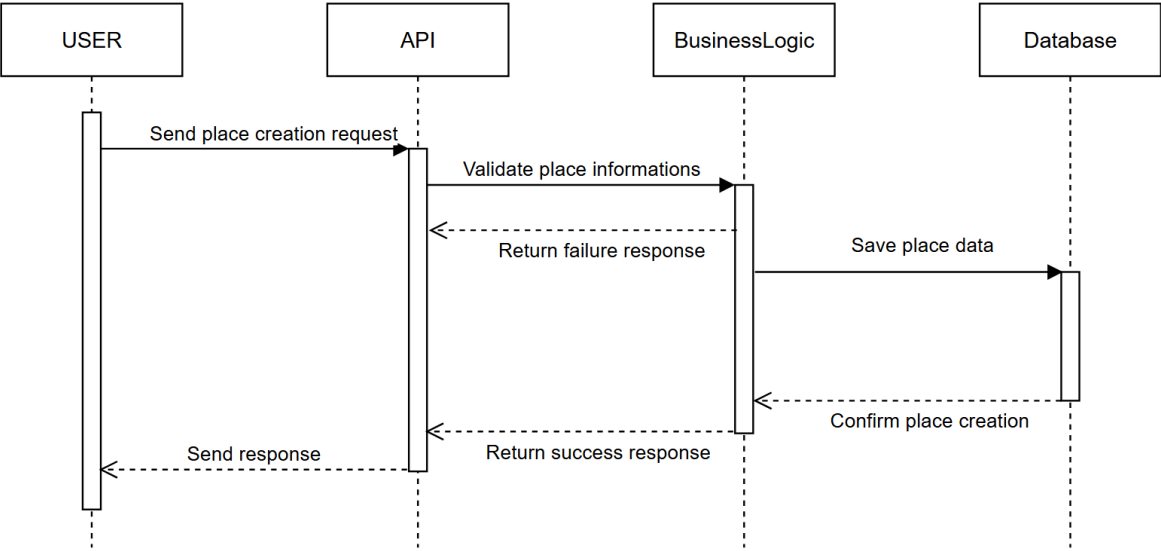 USER
API
BusinessLogic
Database
Send place creation request
Validate place informations
Return failure response
Save place data
Confirm place creation
Return success response
Send response